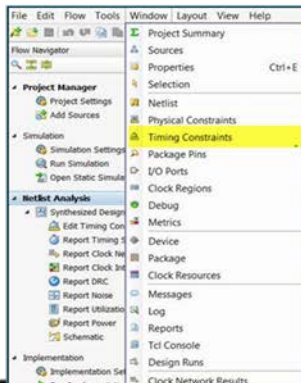 File Edit Flow Tools Window Layout View Help
Flow Navigator
Project Manager
Project Settings
Add Sources
Simulation
Simulation Settings
Run Simulation
Open Static Simula
Netlist Analysis
Synthesized Design
Edit Timing Con
Report Timing S
Report Clock Ne
Report Clock Int
Report DRC
Report Noise
Report Utilizatio
Report Power
Schematic
Implementation
Implementation Set
Project Summary
Sources
Properties Ctrl+E
Selection
Netlist
Physical Constraints
Timing Constraints
Package Pins
I/O Ports
Clock Regions
Debug
Metrics
Device
Package
Clock Resources
Messages
Log
Reports
Tcl Console
Design Runs
Clock Network Results